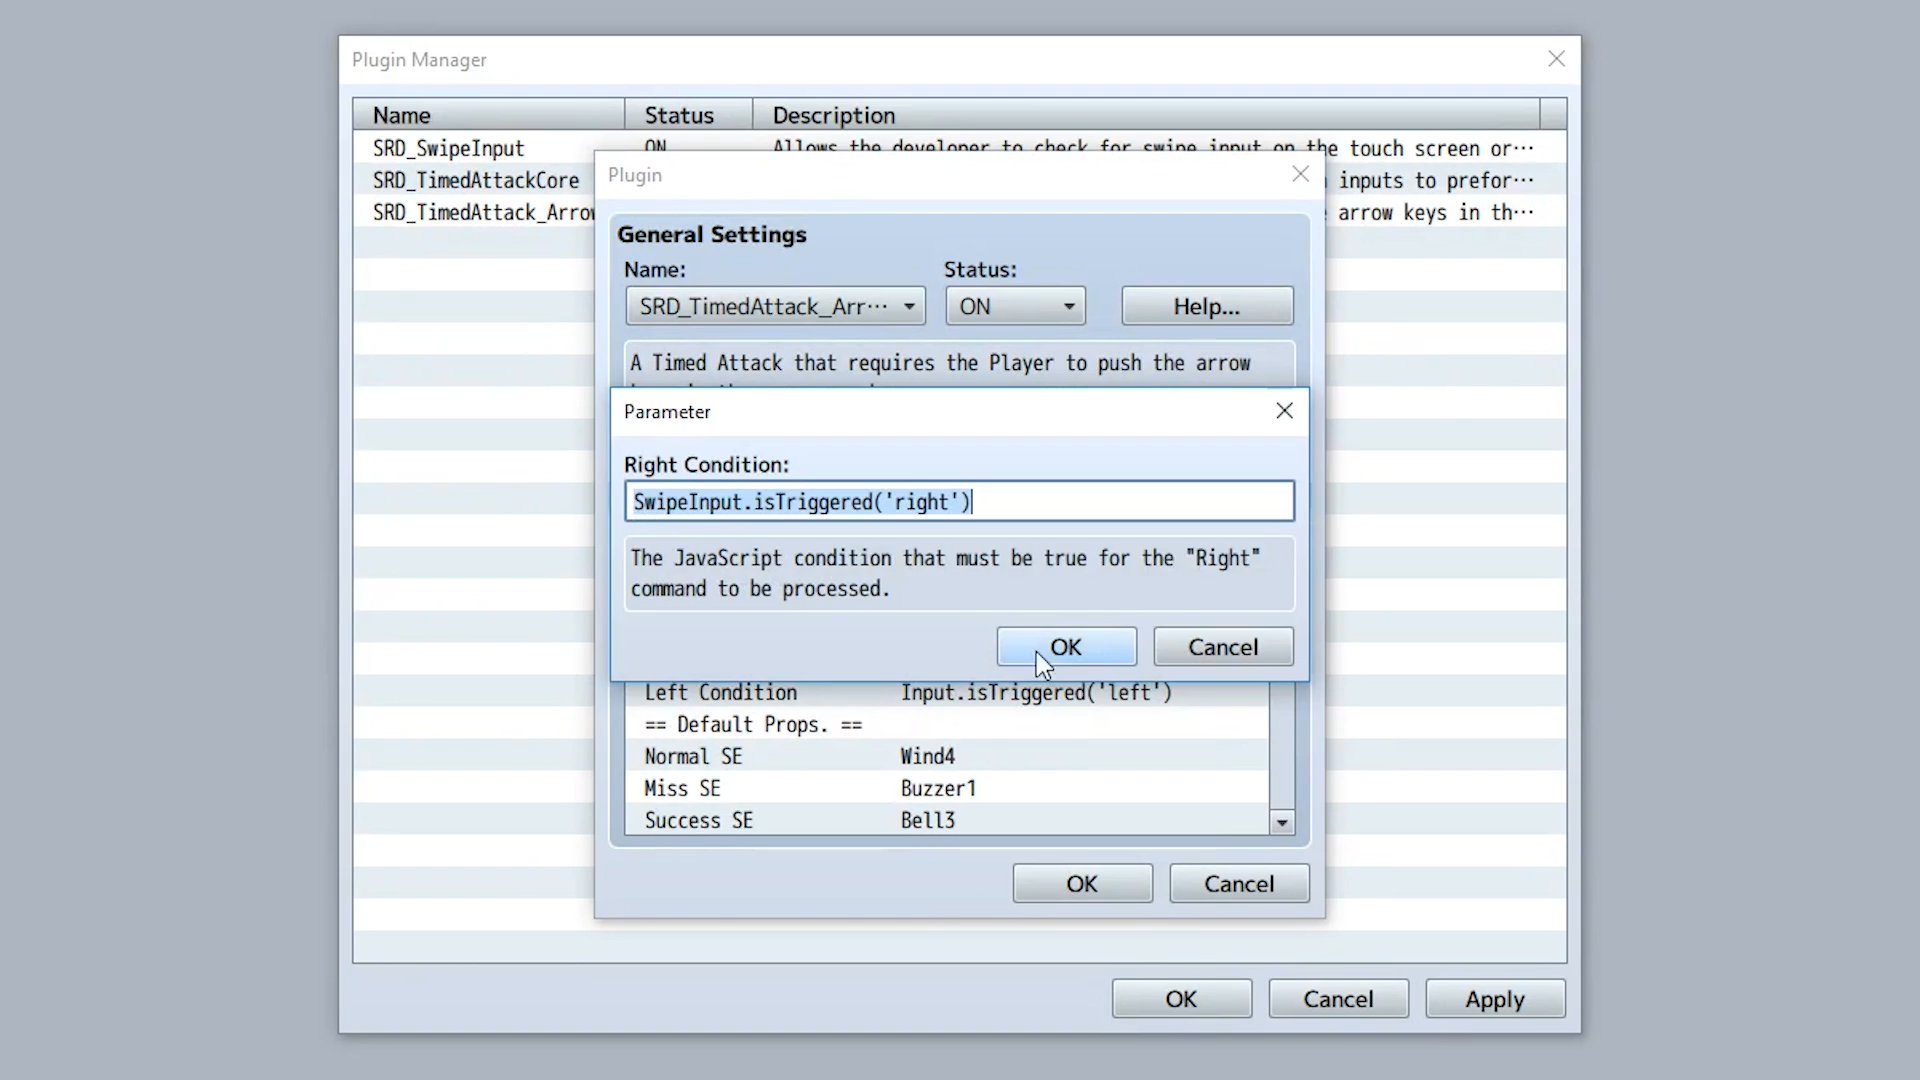 Plugin Manager
Name Status Description
SRD_SwipeInput ON Allows the developer to check for swipe input on the touch screen or···
SRD_TimedAttackCore inputs to prefor···
SRD_TimedAttack_Arrow arrow keys in th···
Plugin
General Settings
Name: Status:
SRD_TimedAttack_Arr··· ON Help...
A Timed Attack that requires the Player to push the arrow
Parameter
Right Condition:
SwipeInput.isTriggered('right')
The JavaScript condition that must be true for the "Right"
command to be processed.
OK Cancel
Left Condition Input.isTriggered('left')
== Default Props. ==
Normal SE Wind4
Miss SE Buzzer1
Success SE Bell3
OK Cancel
OK Cancel Apply